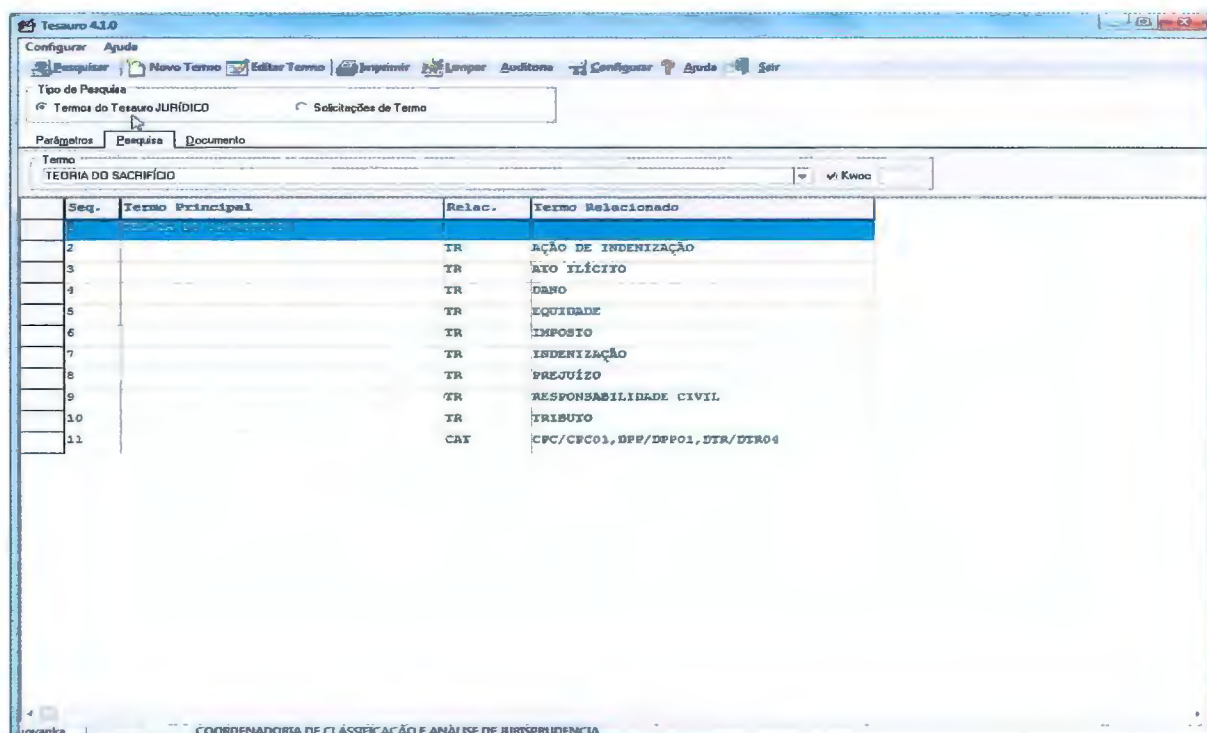 Tesauro 4.1.0
Configurar Ajuda
Pesquisar Novo Termo Editar Termo Imprimir Limpar Auditoria Configurar Ajuda Sair
Tipo de Pesquisa
Termos do Tesauro JURÍDICO Solicitações de Termo
Parâmetros Pesquisa Documento
Termo
TEORIA DO SACRIFÍCIO Kwoc
Seq. Termo Principal Relac. Termo Relacionado
2 TR AÇÃO DE INDENIZAÇÃO
3 TR ATO ILÍCITO
4 TR DANO
5 TR EQUIDADE
6 TR IMPOSTO
7 TR INDENIZAÇÃO
8 TR PREJUÍZO
9 TR RESPONSABILIDADE CIVIL
10 TR TRIBUTO
11 CAT CPC/CPC01,DPP/DPP01,DTR/DTR04
COORDENADORIA DE CLASSIFICAÇÃO E ANÁLISE DE JURISPRUDENCIA